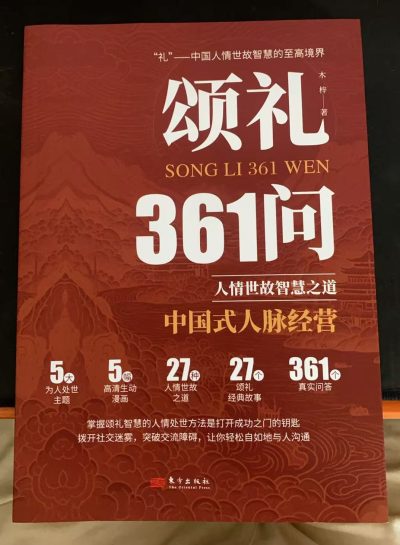 “礼”——中国人情世故智慧的至高境界
颂礼
木梓——著
SONG LI 361 WEN
361问
人情世故智慧之道
中国式人脉经营
5大
为人处世
主题
5幅
高清生动
漫画
27种
人情世故
之道
27个
颂礼
经典故事
361个
真实问答
掌握颂礼智慧的人情处世方法是打开成功之门的钥匙
拨开社交迷雾，突破交流障碍，让你轻松自如地与人沟通
东方出版社
The Oriental Press